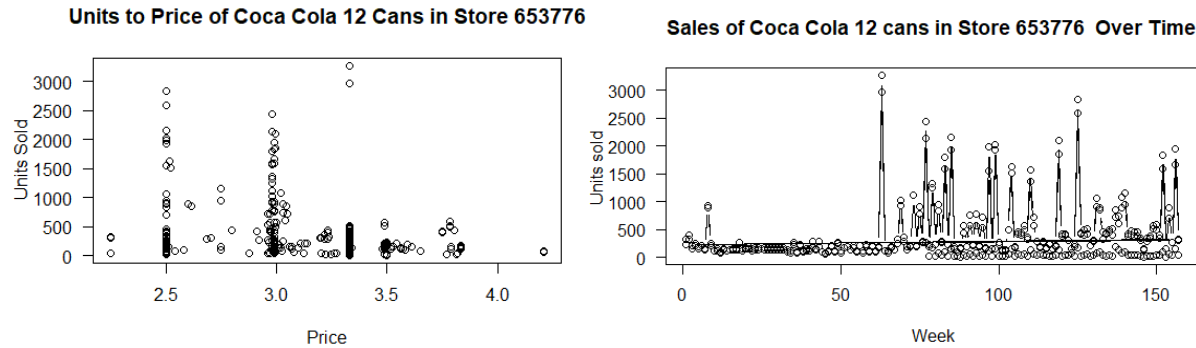 Units to Price of Coca Cola 12 Cans in Store 653776
Units Sold
3000
2500
2000
1500
1000
500
0
2.5 3.0 3.5 4.0
Price
Sales of Coca Cola 12 cans in Store 653776 Over Time
Units sold
3000
2500
2000
1500
1000
500
0
0 50 100 150
Week